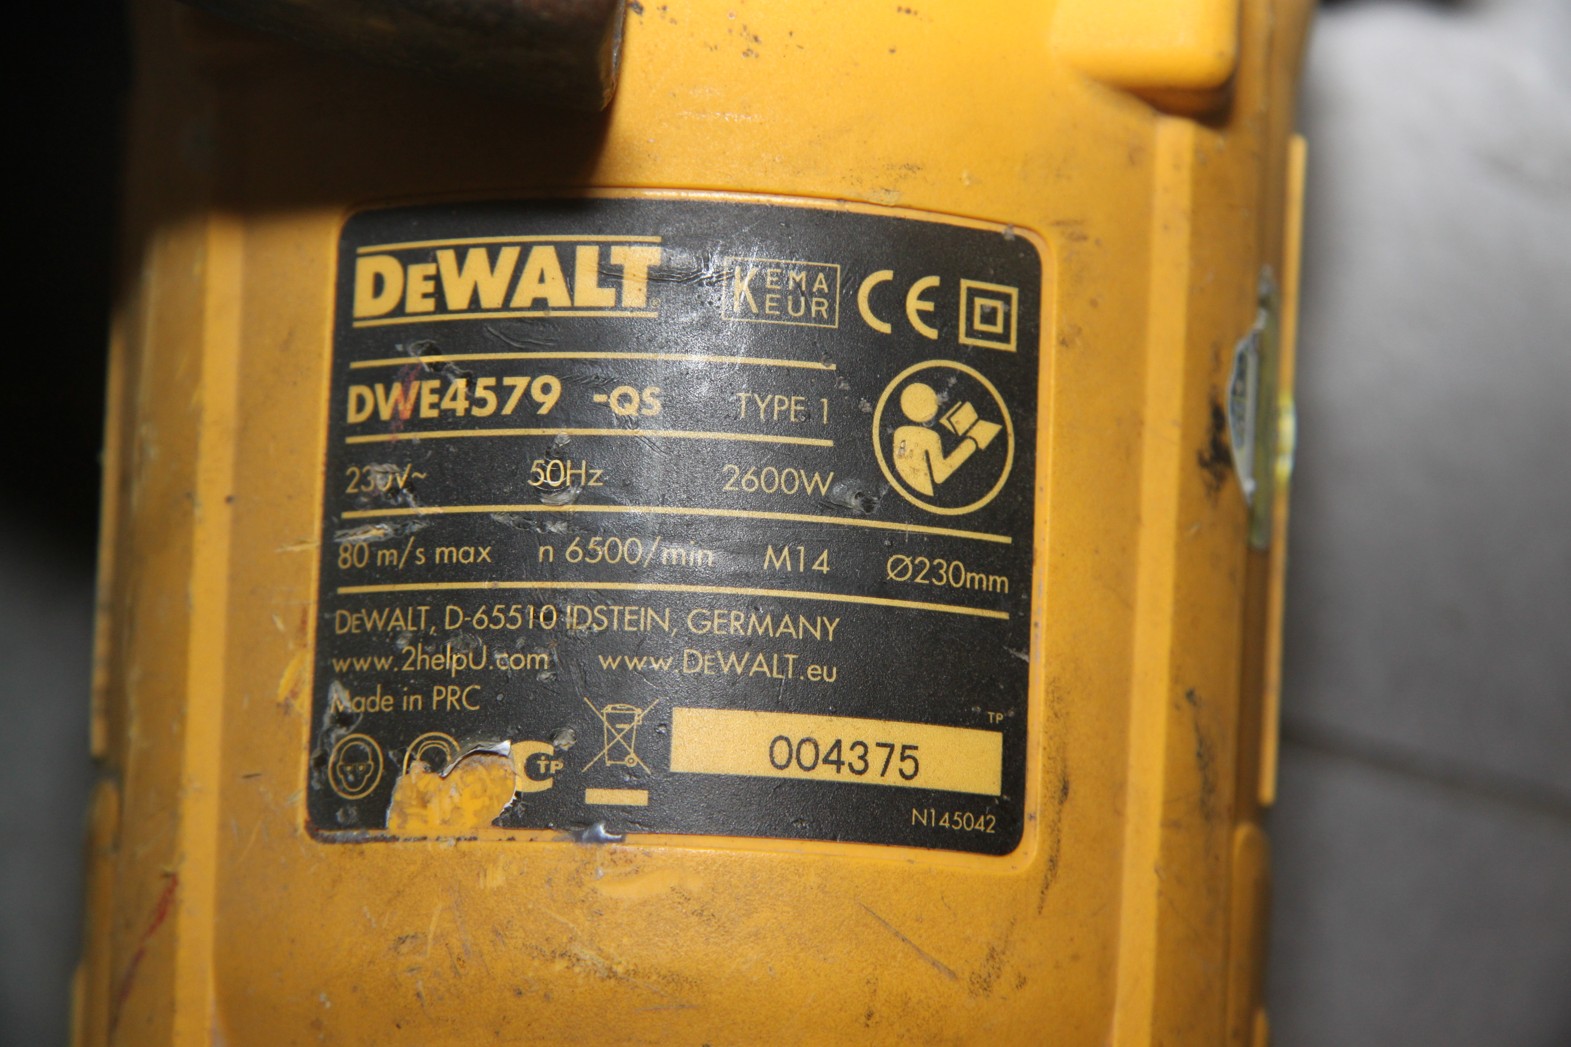 DEWALT
KEMA
KEUR
CE
DWE4579 -QS TYPE 1
230V~ 50Hz 2600W
80 m/s max n 6500/min M14 Ø230mm
DEWALT, D-65510 IDSTEIN, GERMANY
www.2helpU.com www.DEWALT.eu
Made in PRC
TP
CTP
004375
N145042